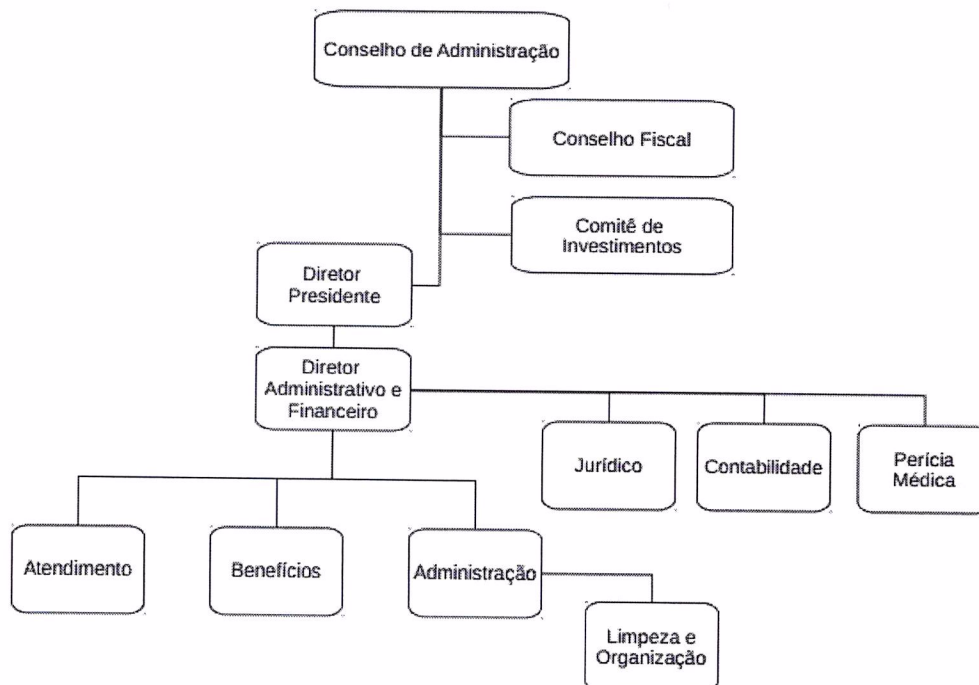 Conselho de Administração
Conselho Fiscal
Comitê de
Investimentos
Diretor
Presidente
Diretor
Administrativo e
Financeiro
Jurídico
Contabilidade
Perícia
Médica
Atendimento
Benefícios
Administração
Limpeza e
Organização